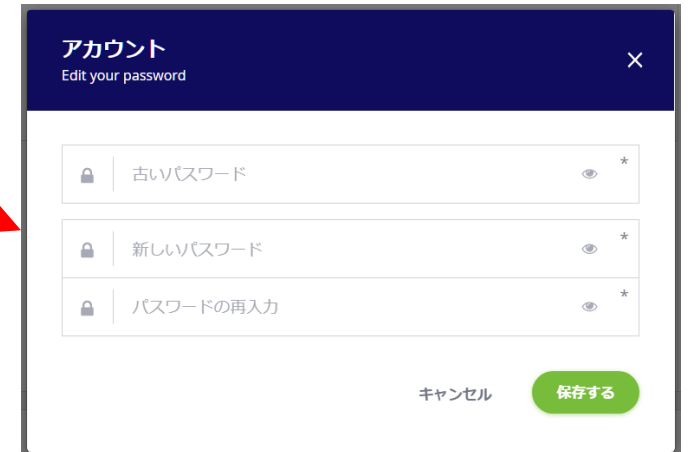 アカウント
Edit your password
×
古いパスワード *
新しいパスワード *
パスワードの再入力 *
キャンセル 保存する